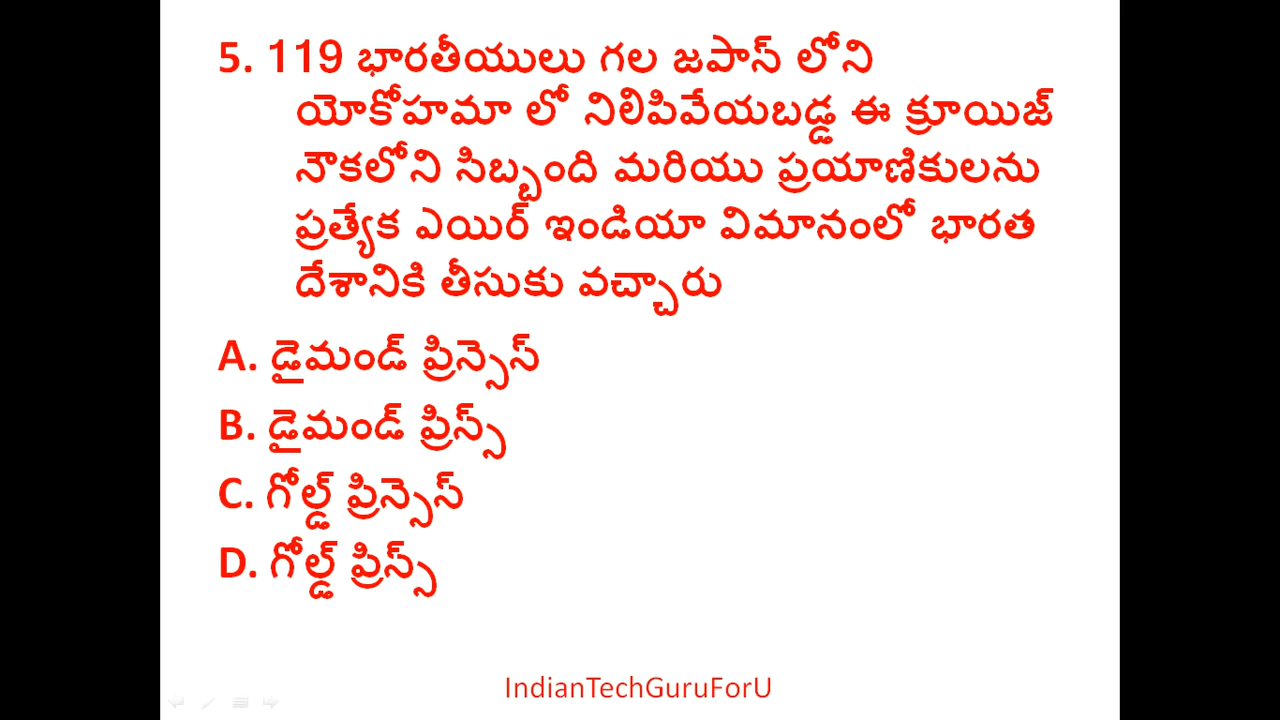 5. 119 భారతీయులు గల జపాన్ లోని
యోకోహమా లో నిలిపివేయబడ్డ ఈ క్రూయిజ్
నౌకలోని సిబ్బంది మరియు ప్రయాణికులను
ప్రత్యేక ఎయిర్ ఇండియా విమానంలో భారత
దేశానికి తీసుకు వచ్చారు
A. డైమండ్ ప్రిన్సెస్
B. డైమండ్ ప్రిన్స్
C. గోల్డ్ ప్రిన్సెస్
D. గోల్డ్ ప్రిన్స్
IndianTechGuruForU